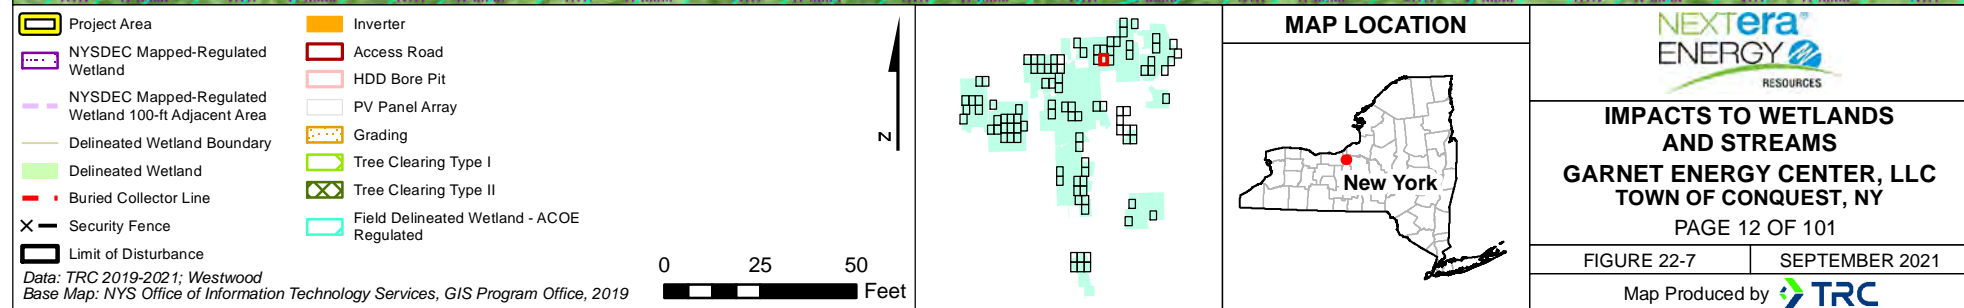 Project Area
NYSDEC Mapped-Regulated
Wetland
NYSDEC Mapped-Regulated
Wetland 100-ft Adjacent Area
Delineated Wetland Boundary
Delineated Wetland
Buried Collector Line
Security Fence
Limit of Disturbance
Inverter
Access Road
HDD Bore Pit
PV Panel Array
Grading
Tree Clearing Type I
Tree Clearing Type II
Field Delineated Wetland - ACOE
Regulated
Data: TRC 2019-2021; Westwood
Base Map: NYS Office of Information Technology Services, GIS Program Office, 2019
0 25 50
Feet
N
MAP LOCATION
New York
NEXTera®
ENERGY
RESOURCES
IMPACTS TO WETLANDS
AND STREAMS
GARNET ENERGY CENTER, LLC
TOWN OF CONQUEST, NY
PAGE 12 OF 101
FIGURE 22-7
SEPTEMBER 2021
Map Produced by TRC